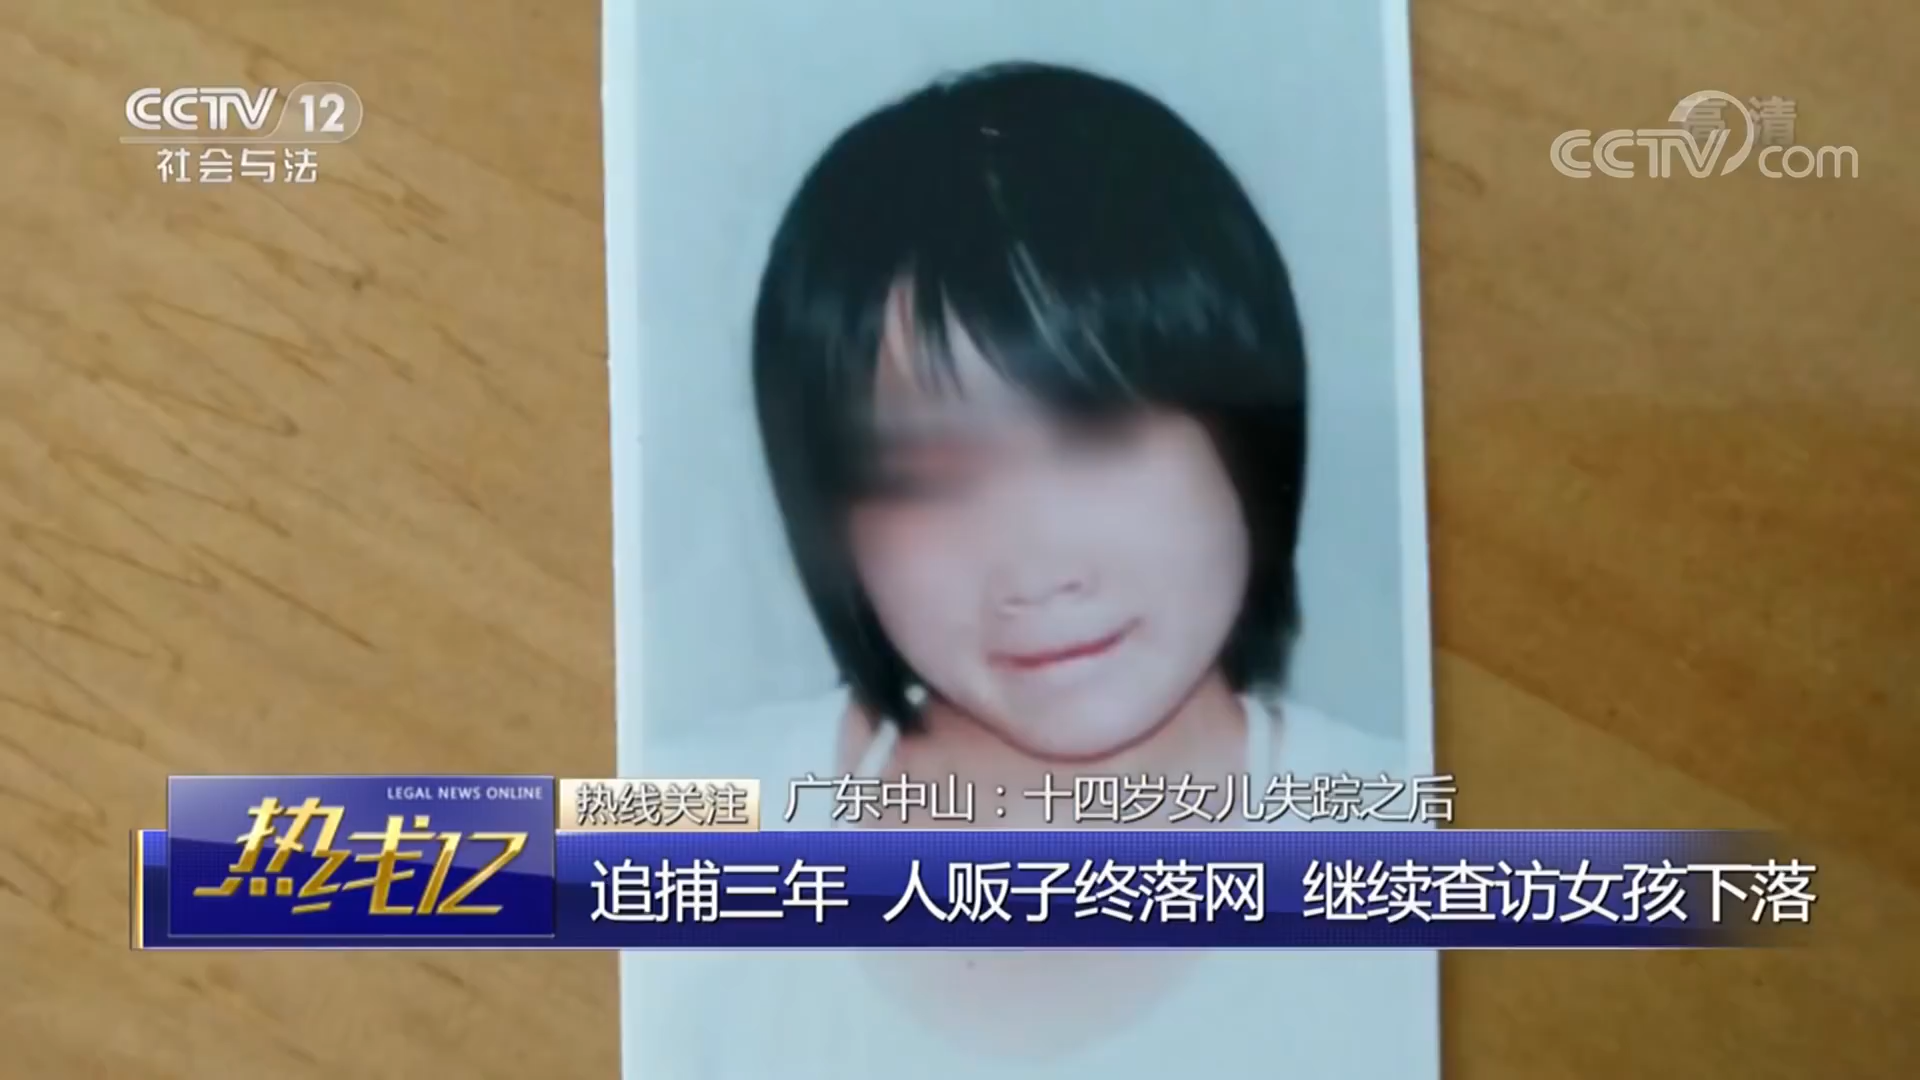 CCTV 12
社会与法
高清
CCTV.com
LEGAL NEWS ONLINE
热线12
热线关注
广东中山：十四岁女儿失踪之后
追捕三年 人贩子终落网 继续查访女孩下落